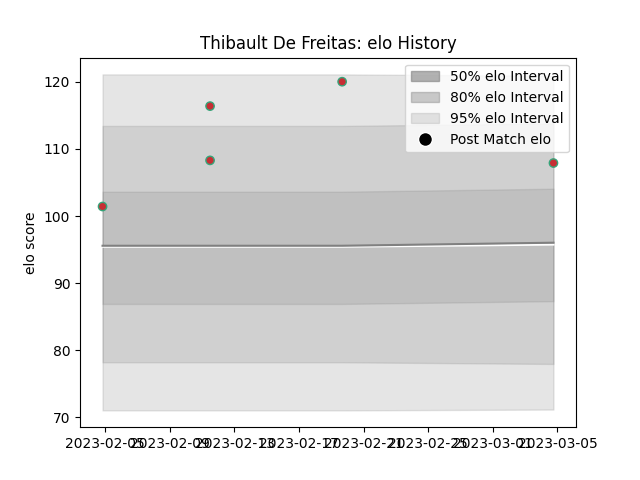 Thibault De Freitas: elo History
50% elo Interval
80% elo Interval
95% elo Interval
Post Match elo
elo score
120
110
100
90
80
70
2023-02-05 2023-02-09 2023-02-13 2023-02-17 2023-02-21 2023-02-25 2023-03-01 2023-03-05